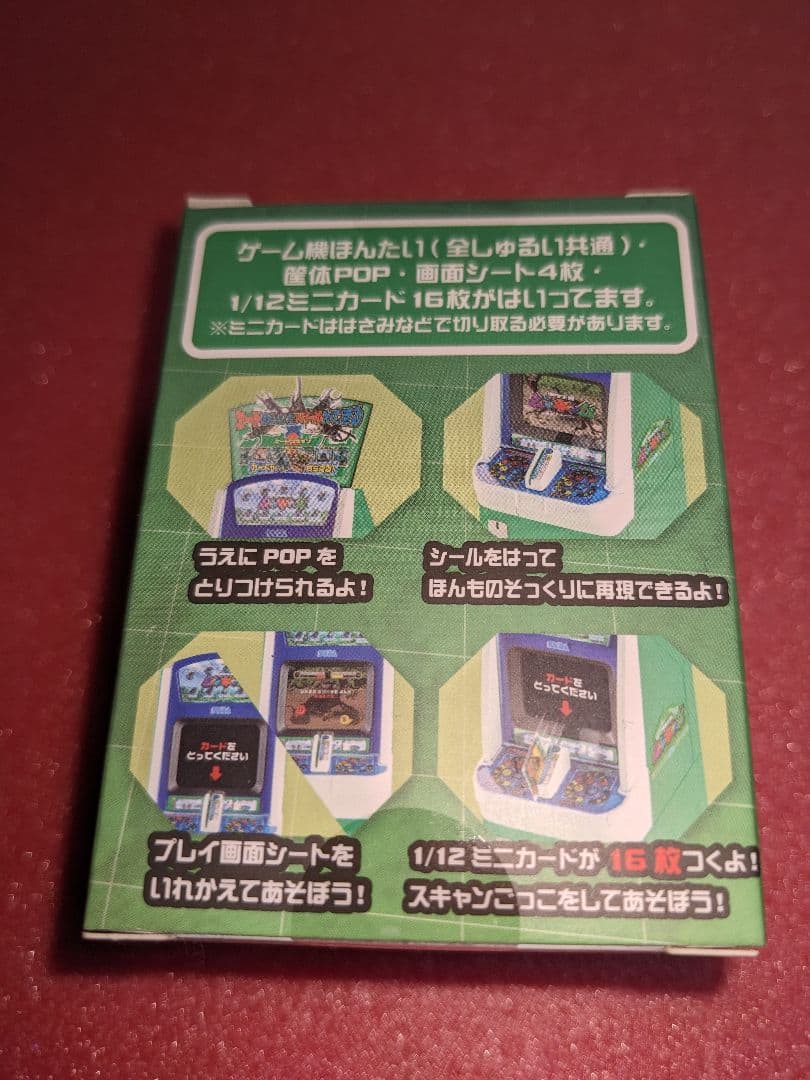 ゲーム機ほんたい(全しゅるい共通)・
筐体POP・画面シート4枚・
1/12ミニカード16枚がはいってます。
※ミニカードははさみなどで切り取る必要があります。
SEGA
うえにPOPを
とりつけられるよ!
シールをはって
ほんものそっくりに再現できるよ!
SEGA
カードを
とってください
SEGA
プレイ画面シートを
いれかえてあそぼう!
SEGA
カードを
とってください
1/12ミニカードが16枚つくよ!
スキャンごっこをしてあそぼう!